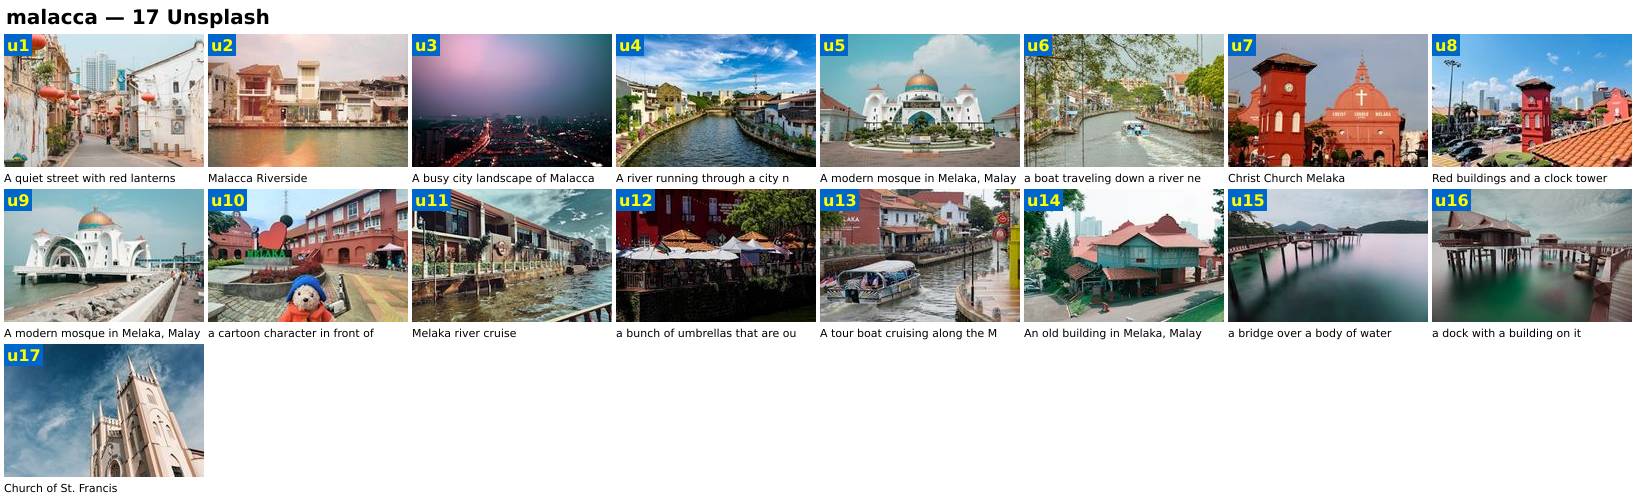 malacca — 17 Unsplash
u1
u2
u3
u4
u5
u6
u7
CHRIST CHURCH MELAKA
u8
A quiet street with red lanterns
Malacca Riverside
A busy city landscape of Malacca
A river running through a city n
A modern mosque in Melaka, Malay
a boat traveling down a river ne
Christ Church Melaka
Red buildings and a clock tower
u9
u10
MELAKA
u11
u12
u13
u14
u15
u16
A modern mosque in Melaka, Malay
a cartoon character in front of
Melaka river cruise
a bunch of umbrellas that are ou
A tour boat cruising along the M
An old building in Melaka, Malay
a bridge over a body of water
a dock with a building on it
u17
Church of St. Francis